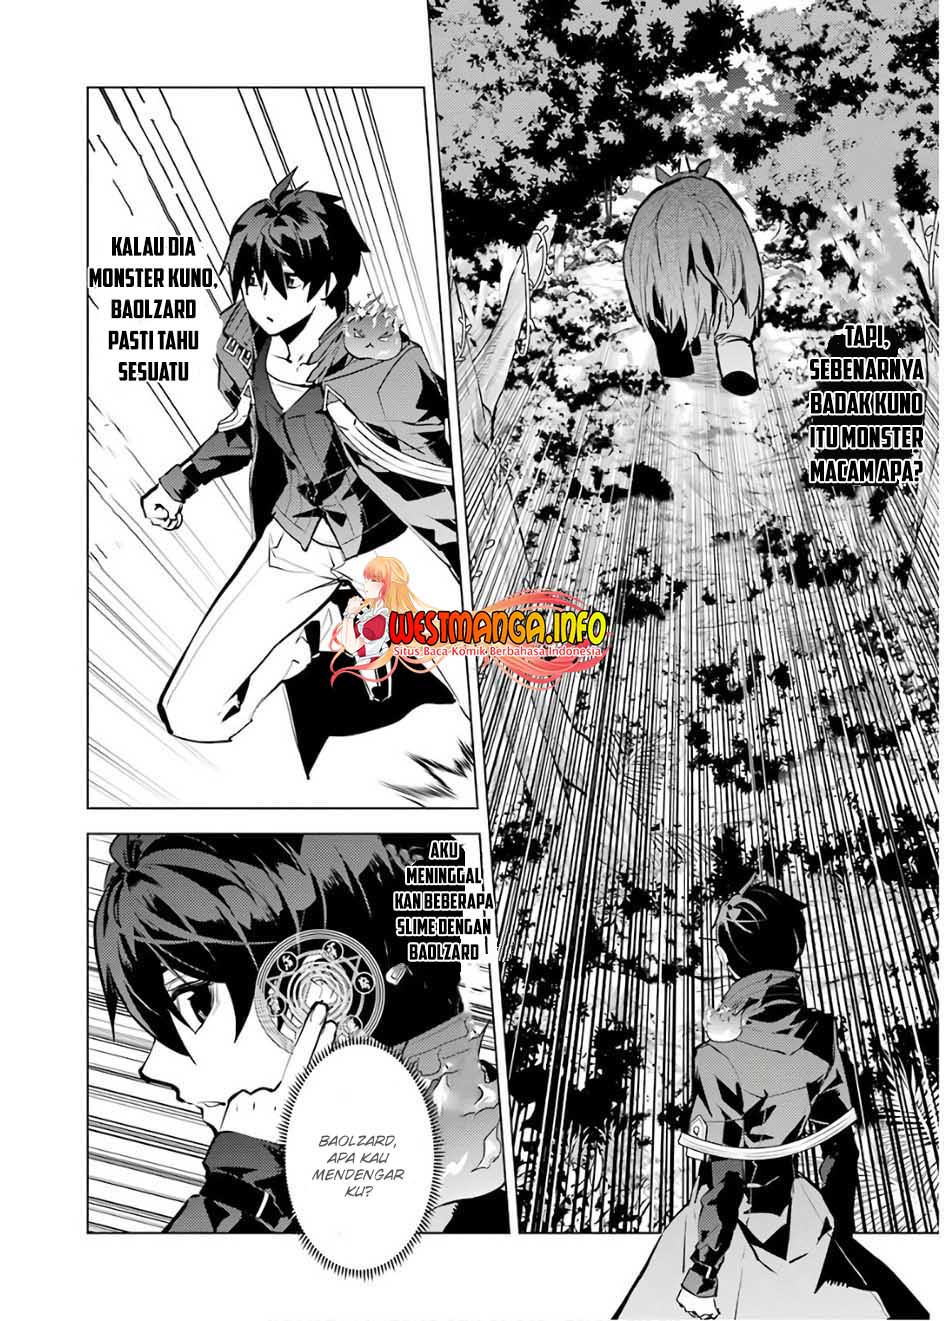 TAPI,
SEBENARNYA
BADAK KUNO
ITU MONSTER
MACAM APA?
KALAU DIA
MONSTER KUNO,
BAOLZARD
PASTI TAHU
SESUATU
WESTMANGA.INFO
Situs Baca Komik Berbahasa Indonesia
AKU
MENINGGAL
KAN BEBERAPA
SLIME DENGAN
BAOLZARD
BAOLZARD,
APA KAU
MENDENGAR
KU?